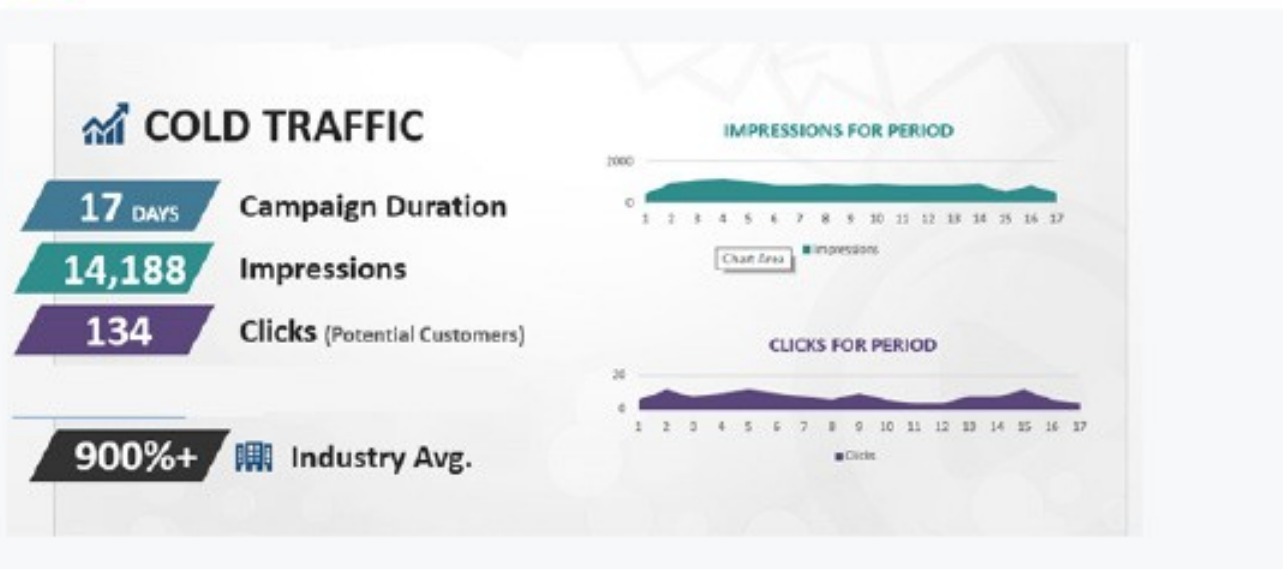 COLD TRAFFIC
17 DAYS Campaign Duration
14,188 Impressions
134 Clicks (Potential Customers)
900%+ Industry Avg.
IMPRESSIONS FOR PERIOD
2000
0
1 2 3 4 5 6 7 8 9 10 11 12 13 14 15 16 17
Impressions
Chart Area
CLICKS FOR PERIOD
20
0
1 2 3 4 5 6 7 8 9 10 11 12 13 14 15 16 17
Clicks